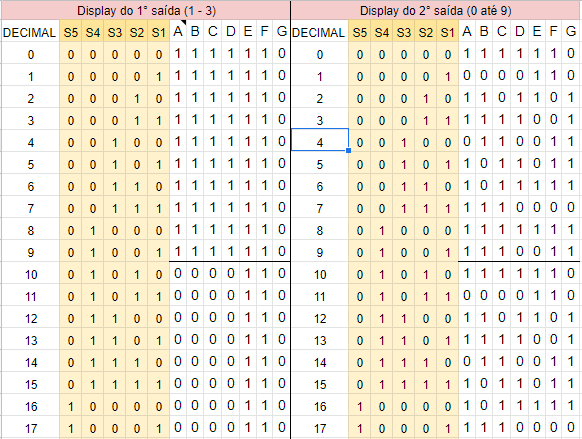 Display do 1° saída (1 - 3) Display do 2° saída (0 até 9)
DECIMAL S5 S4 S3 S2 S1 A B C D E F G DECIMAL S5 S4 S3 S2 S1 A B C D E F G
0 0 0 0 0 0 1 1 1 1 1 1 0 0 0 0 0 0 0 1 1 1 1 1 1 0
1 0 0 0 0 1 1 1 1 1 1 1 0 1 0 0 0 0 1 0 0 0 0 1 1 0
2 0 0 0 1 0 1 1 1 1 1 1 0 2 0 0 0 1 0 1 1 0 1 1 0 1
3 0 0 0 1 1 1 1 1 1 1 1 0 3 0 0 0 1 1 1 1 1 1 0 0 1
4 0 0 1 0 0 1 1 1 1 1 1 0 4 0 0 1 0 0 0 1 1 0 0 1 1
5 0 0 1 0 1 1 1 1 1 1 1 0 5 0 0 1 0 1 1 0 1 1 0 1 1
6 0 0 1 1 0 1 1 1 1 1 1 0 6 0 0 1 1 0 1 0 1 1 1 1 1
7 0 0 1 1 1 1 1 1 1 1 1 0 7 0 0 1 1 1 1 1 1 0 0 0 0
8 0 1 0 0 0 1 1 1 1 1 1 0 8 0 1 0 0 0 1 1 1 1 1 1 1
9 0 1 0 0 1 1 1 1 1 1 1 0 9 0 1 0 0 1 1 1 1 0 0 1 1
10 0 1 0 1 0 0 0 0 0 1 1 0 10 0 1 0 1 0 1 1 1 1 1 1 0
11 0 1 0 1 1 0 0 0 0 1 1 0 11 0 1 0 1 1 0 0 0 0 1 1 0
12 0 1 1 0 0 0 0 0 0 1 1 0 12 0 1 1 0 0 1 1 0 1 1 0 1
13 0 1 1 0 1 0 0 0 0 1 1 0 13 0 1 1 0 1 1 1 1 1 0 0 1
14 0 1 1 1 0 0 0 0 0 1 1 0 14 0 1 1 1 0 0 1 1 0 0 1 1
15 0 1 1 1 1 0 0 0 0 1 1 0 15 0 1 1 1 1 1 0 1 1 0 1 1
16 1 0 0 0 0 0 0 0 0 1 1 0 16 1 0 0 0 0 1 0 1 1 1 1 1
17 1 0 0 0 1 0 0 0 0 1 1 0 17 1 0 0 0 1 1 1 1 0 0 0 1